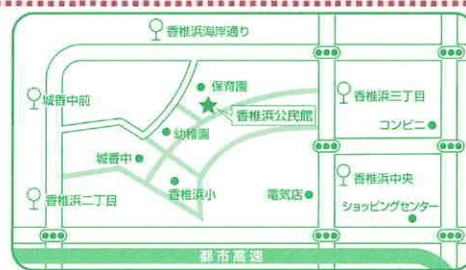 香椎浜海岸通り
保育園
城香中前
香椎浜三丁目
香椎浜公民館
幼稚園
コンビニ
城香中
香椎浜中央
香椎浜小
電気店
香椎浜二丁目
ショッピングセンター
都市高速